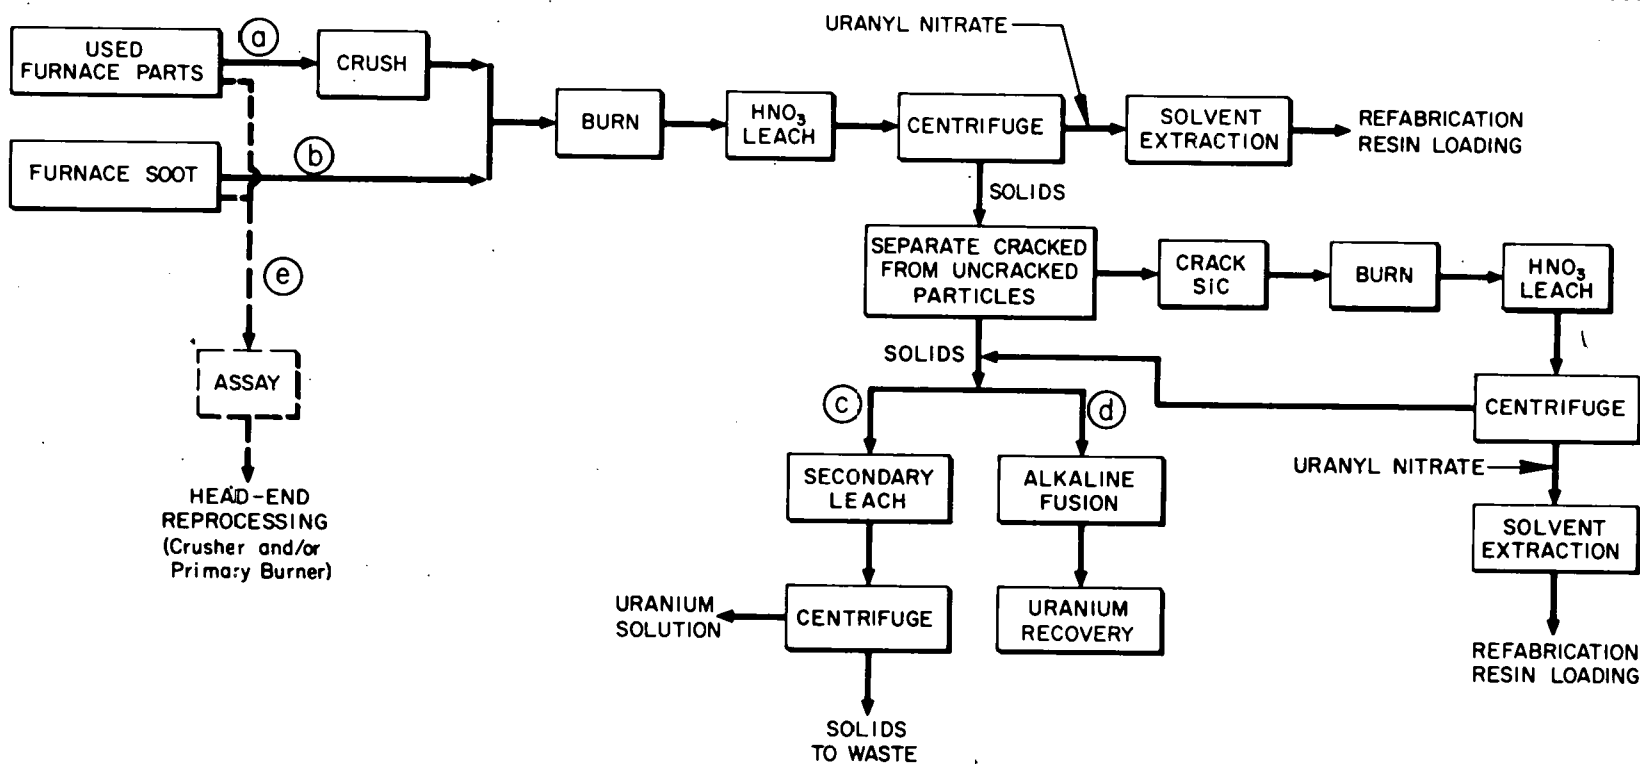 URANYL NITRATE
USED
FURNACE PARTS
a
CRUSH
BURN
HNO₃
LEACH
CENTRIFUGE
SOLVENT
EXTRACTION
REFABRICATION
RESIN LOADING
FURNACE SOOT
b
SOLIDS
SEPARATE CRACKED
FROM UNCRACKED
PARTICLES
CRACK
SiC
BURN
HNO₃
LEACH
e
ASSAY
HEAD-END
REPROCESSING
(Crusher and/or
Primary Burner)
SOLIDS
c
d
CENTRIFUGE
URANYL NITRATE
SECONDARY
LEACH
ALKALINE
FUSION
SOLVENT
EXTRACTION
URANIUM
SOLUTION
CENTRIFUGE
URANIUM
RECOVERY
REFABRICATION
RESIN LOADING
SOLIDS
TO WASTE